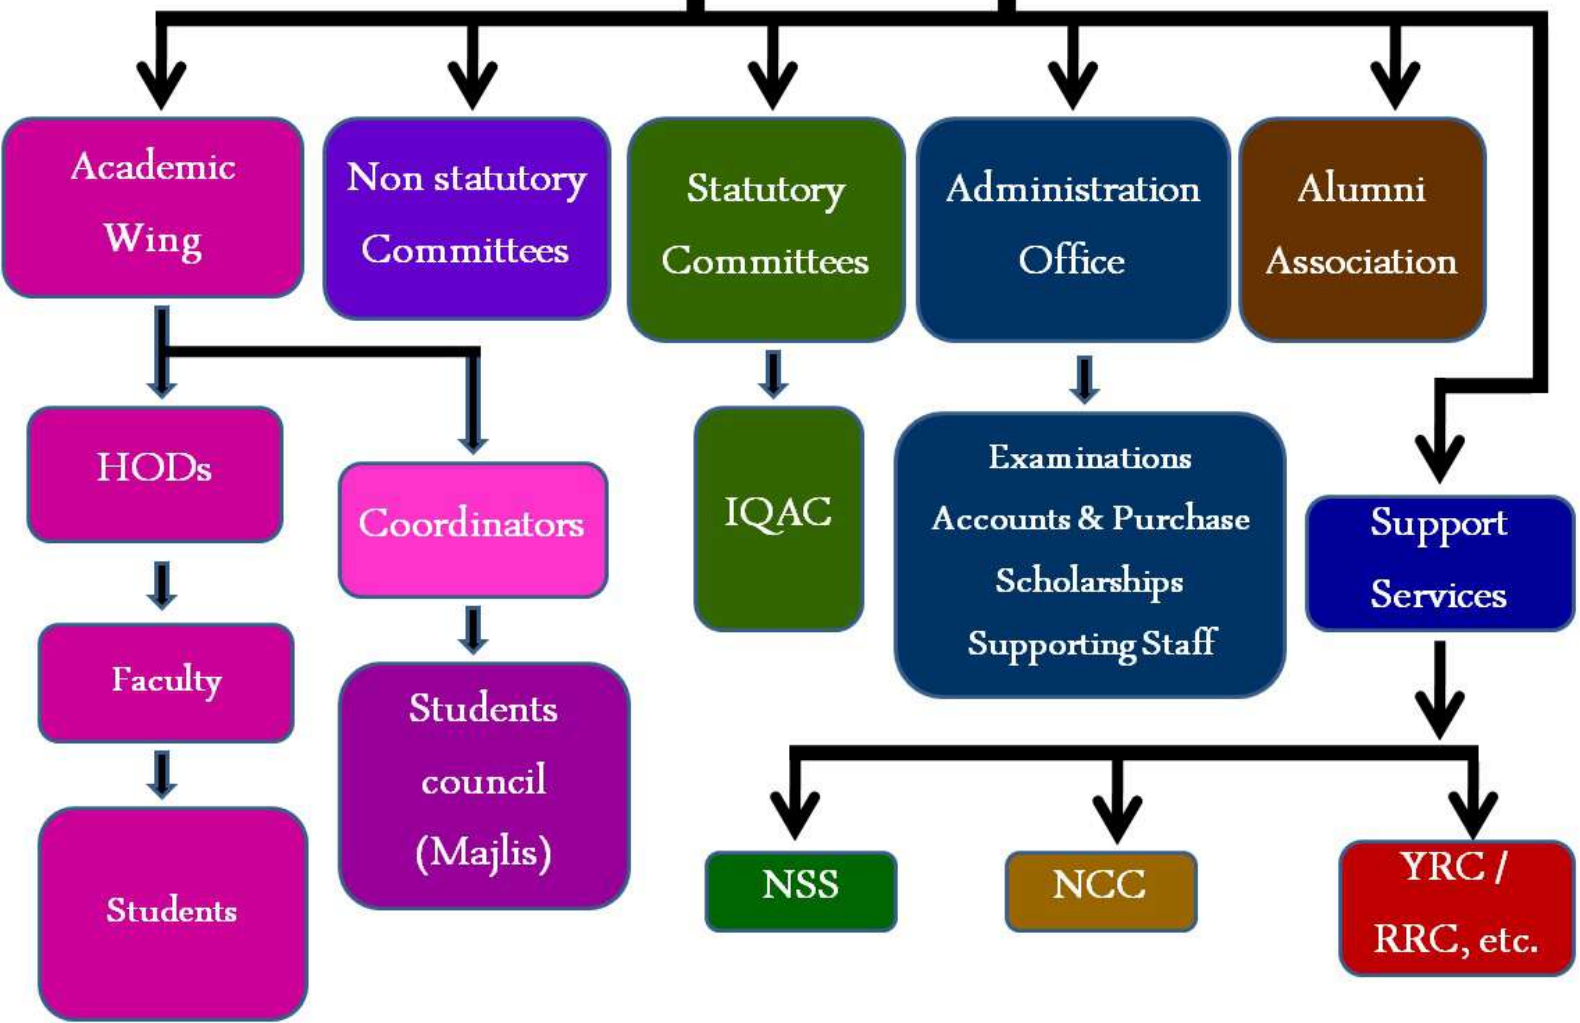 Academic
Wing
Non statutory
Committees
Statutory
Committees
Administration
Office
Alumni
Association
HODs
Coordinators
IQAC
Examinations
Accounts & Purchase
Scholarships
Supporting Staff
Support
Services
Faculty
Students
council
(Majlis)
Students
NSS
NCC
YRC /
RRC, etc.